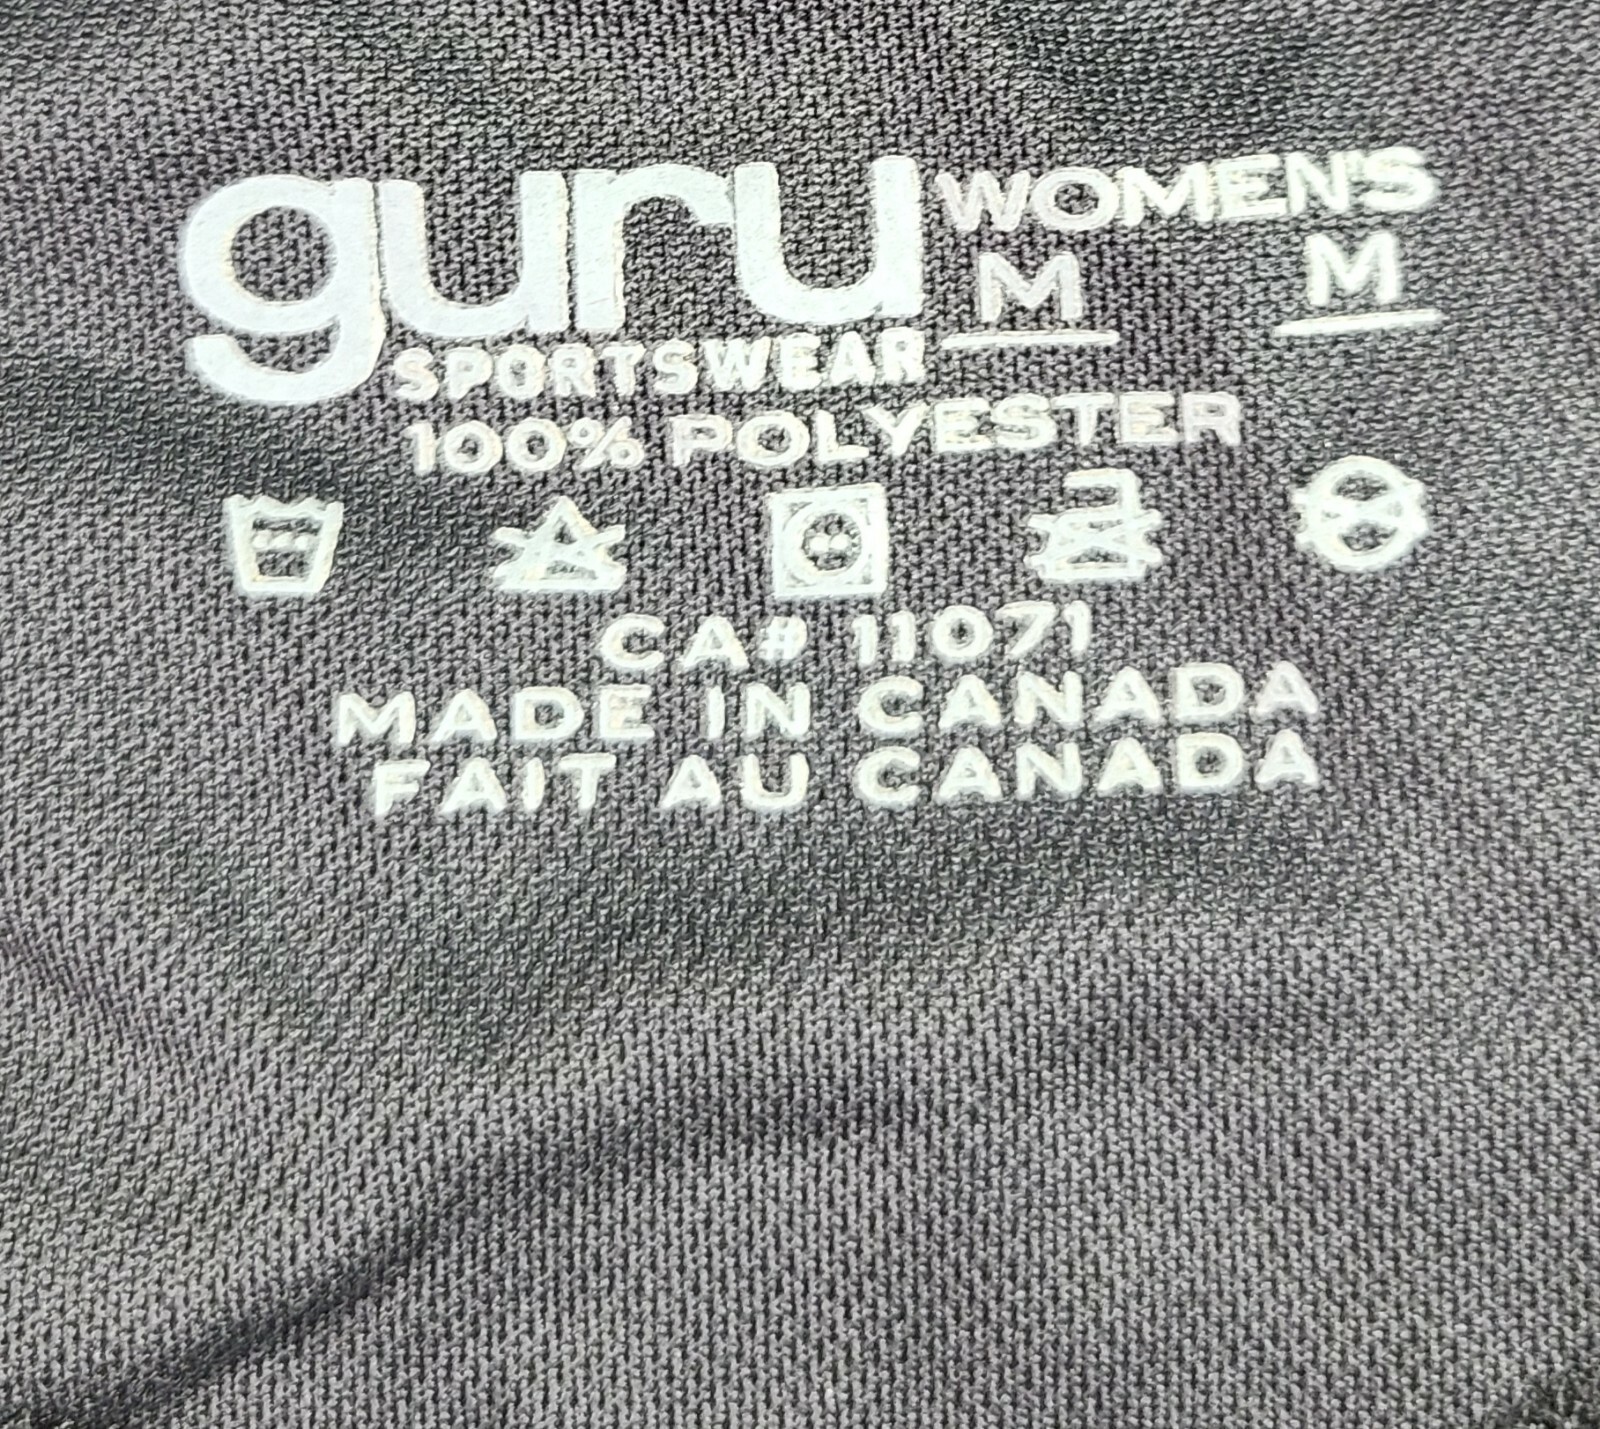 guru WOMEN'S
M M
SPORTSWEAR
100% POLYESTER
CA# 11071
MADE IN CANADA
FAIT AU CANADA